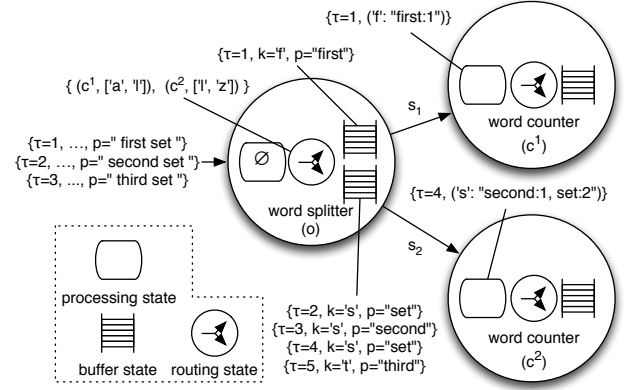 {τ=1, ('f': "first:1")}
{τ=1, k='f', p="first"}
{ (c¹, ['a', 'l']),  (c², ['l', 'z']) }
s₁
word counter
(c¹)
{τ=1, …, p=" first set "}
{τ=2, …, p=" second set "}
{τ=3, ..., p=" third set "}
∅
word splitter
(o)
{τ=4, ('s': "second:1, set:2")}
s₂
processing state
buffer state
routing state
{τ=2, k='s', p="set"}
{τ=3, k='s', p="second"}
{τ=4, k='s', p="set"}
{τ=5, k='t', p="third"}
word counter
(c²)